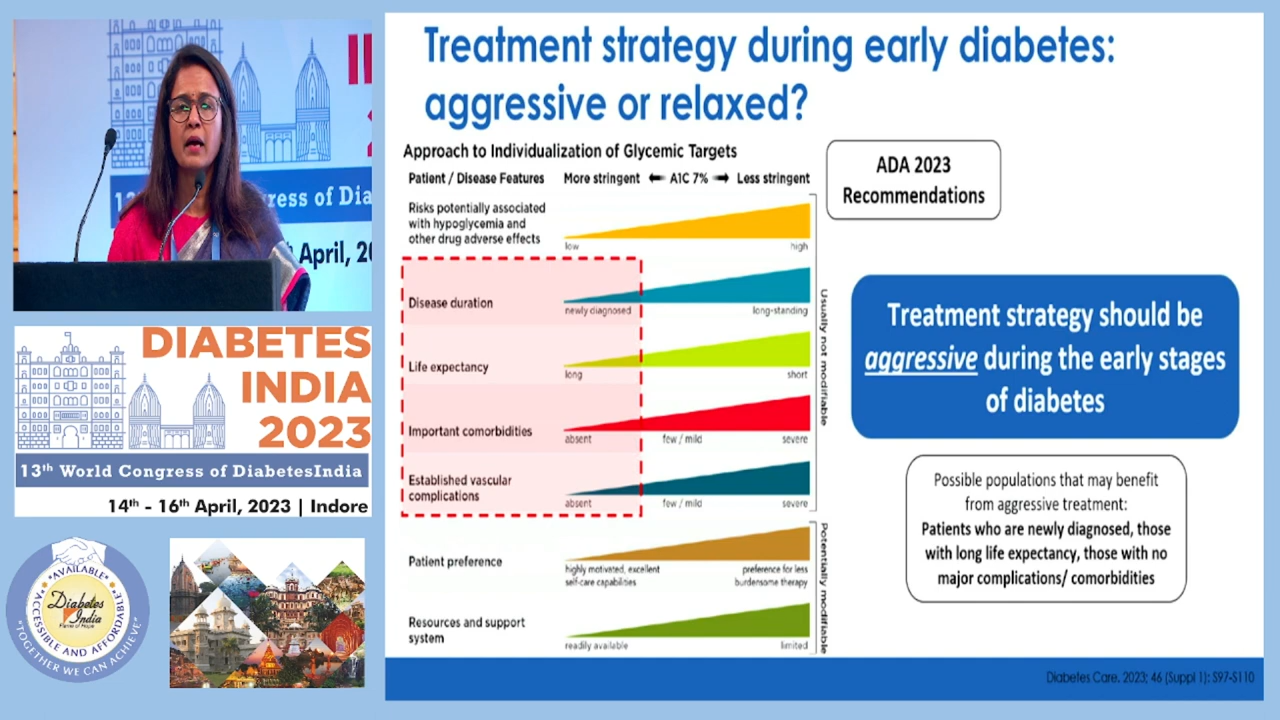 Treatment strategy during early diabetes:
aggressive or relaxed?
Approach to Individualization of Glycemic Targets
Patient / Disease Features More stringent A1C 7% Less stringent
Risks potentially associated
with hypoglycemia and
other drug adverse effects
low high
Disease duration
newly diagnosed long-standing
Life expectancy
long short
Important comorbidities
absent few / mild severe
Established vascular
complications
absent few / mild severe
Usually not modifiable
Patient preference
highly motivated, excellent
self-care capabilities
preference for less
burdensome therapy
Resources and support
system
readily available limited
Potentially modifiable
ADA 2023
Recommendations
Treatment strategy should be
aggressive during the early stages
of diabetes
Possible populations that may benefit
from aggressive treatment:
Patients who are newly diagnosed, those
with long life expectancy, those with no
major complications/ comorbidities
Diabetes Care. 2023; 46 (Suppl 1): S97-S110
ress of Dia
April, 20
DIABETES
INDIA
2023
13th World Congress of DiabetesIndia
14th - 16th April, 2023 | Indore
*AVAILABLE*
ACCESSIBLE AND AFFORDABLE
Diabetes
India
"TOGETHER WE CAN ACHIEVE"